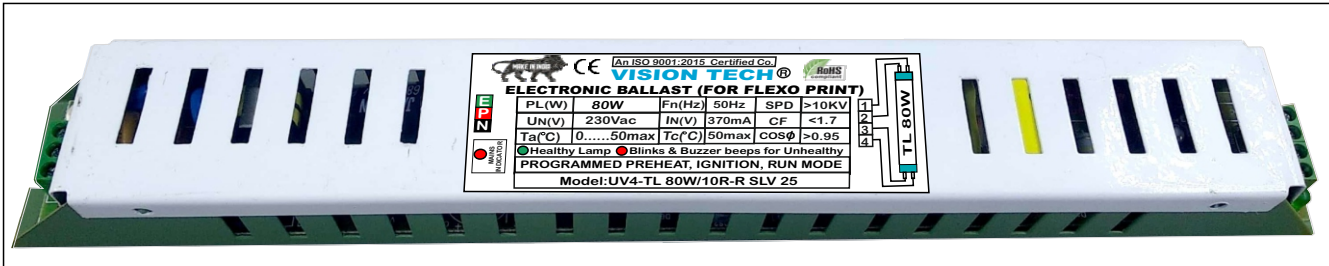 MAKE IN INDIA
CE
An ISO 9001:2015 Certified Co.
VISION TECH®
RoHS
compliant
ELECTRONIC BALLAST (FOR FLEXO PRINT)
E
P
N
MAINS
INDICATOR
PL(W) 80W Fn(Hz) 50Hz SPD >10KV
UN(V) 230Vac IN(V) 370mA CF <1.7
Ta(°C) 0......50max Tc(°C) 50max COSϕ >0.95
Healthy Lamp Blinks & Buzzer beeps for Unhealthy
PROGRAMMED PREHEAT, IGNITION, RUN MODE
Model:UV4-TL 80W/10R-R SLV 25
1
2
3
4
TL 80W